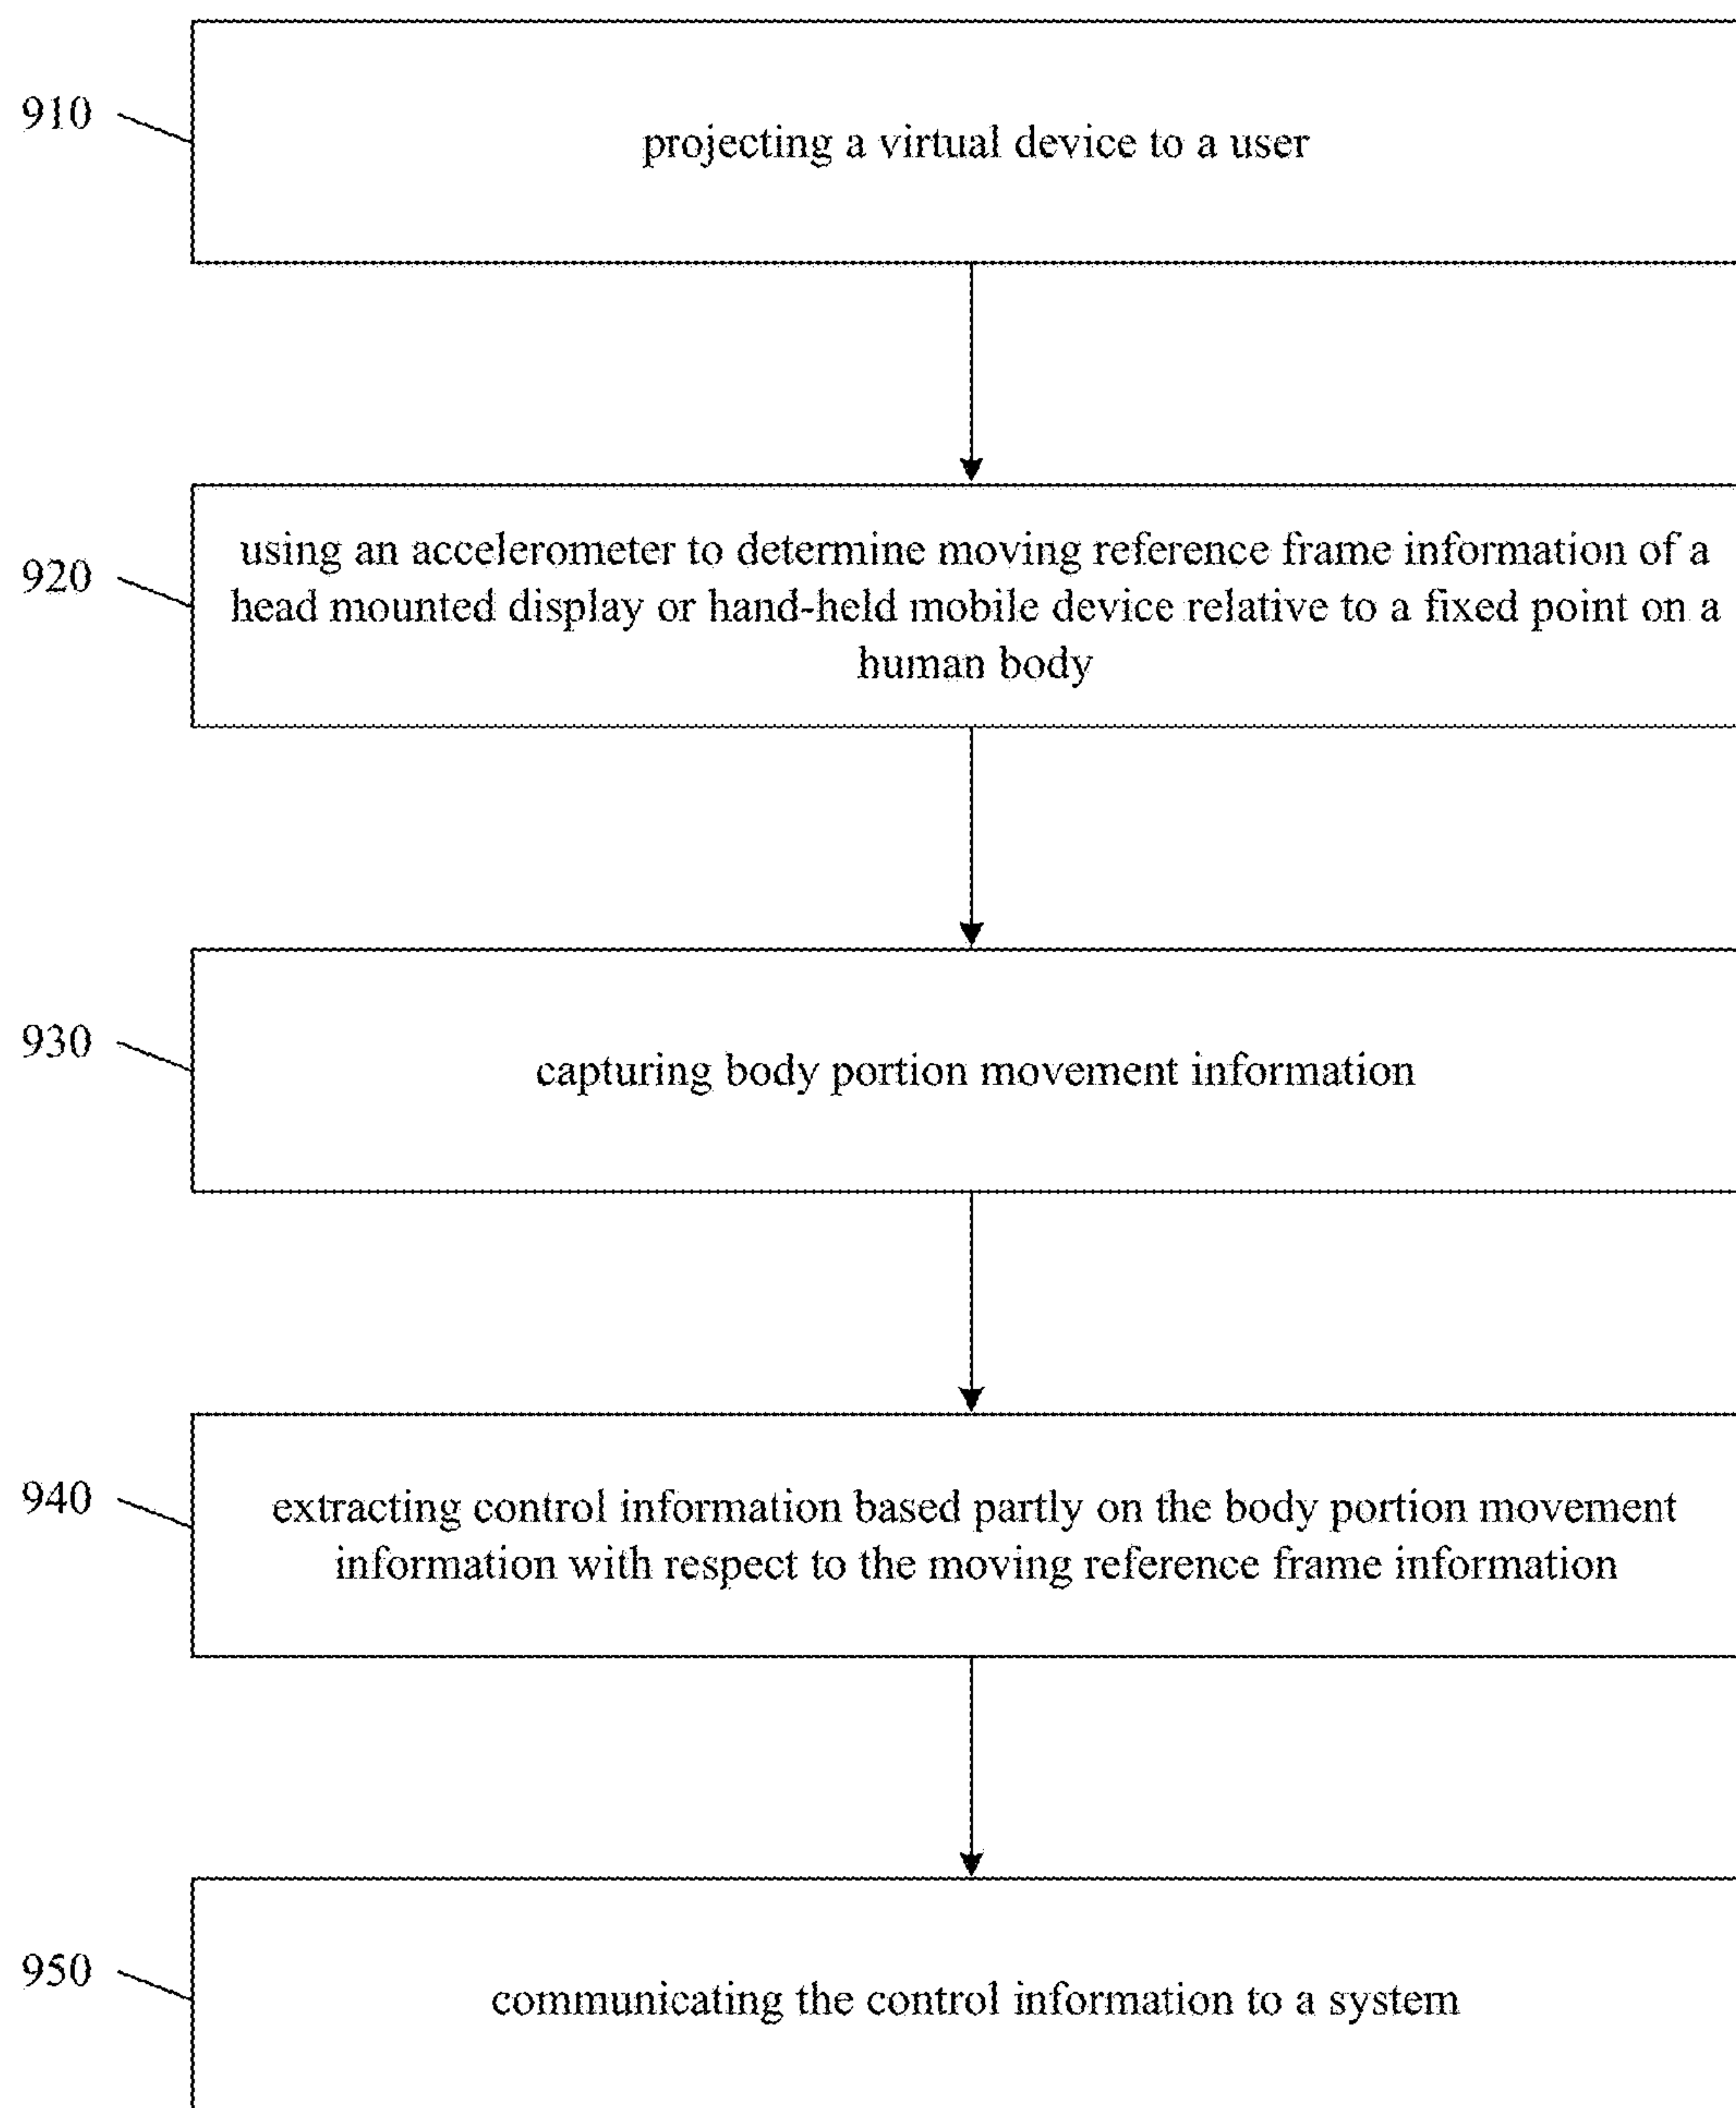 910
projecting a virtual device to a user
920
using an accelerometer to determine moving reference frame information of a
head mounted display or hand-held mobile device relative to a fixed point on a
human body
930
capturing body portion movement information
940
extracting control information based partly on the body portion movement
information with respect to the moving reference frame information
950
communicating the control information to a system